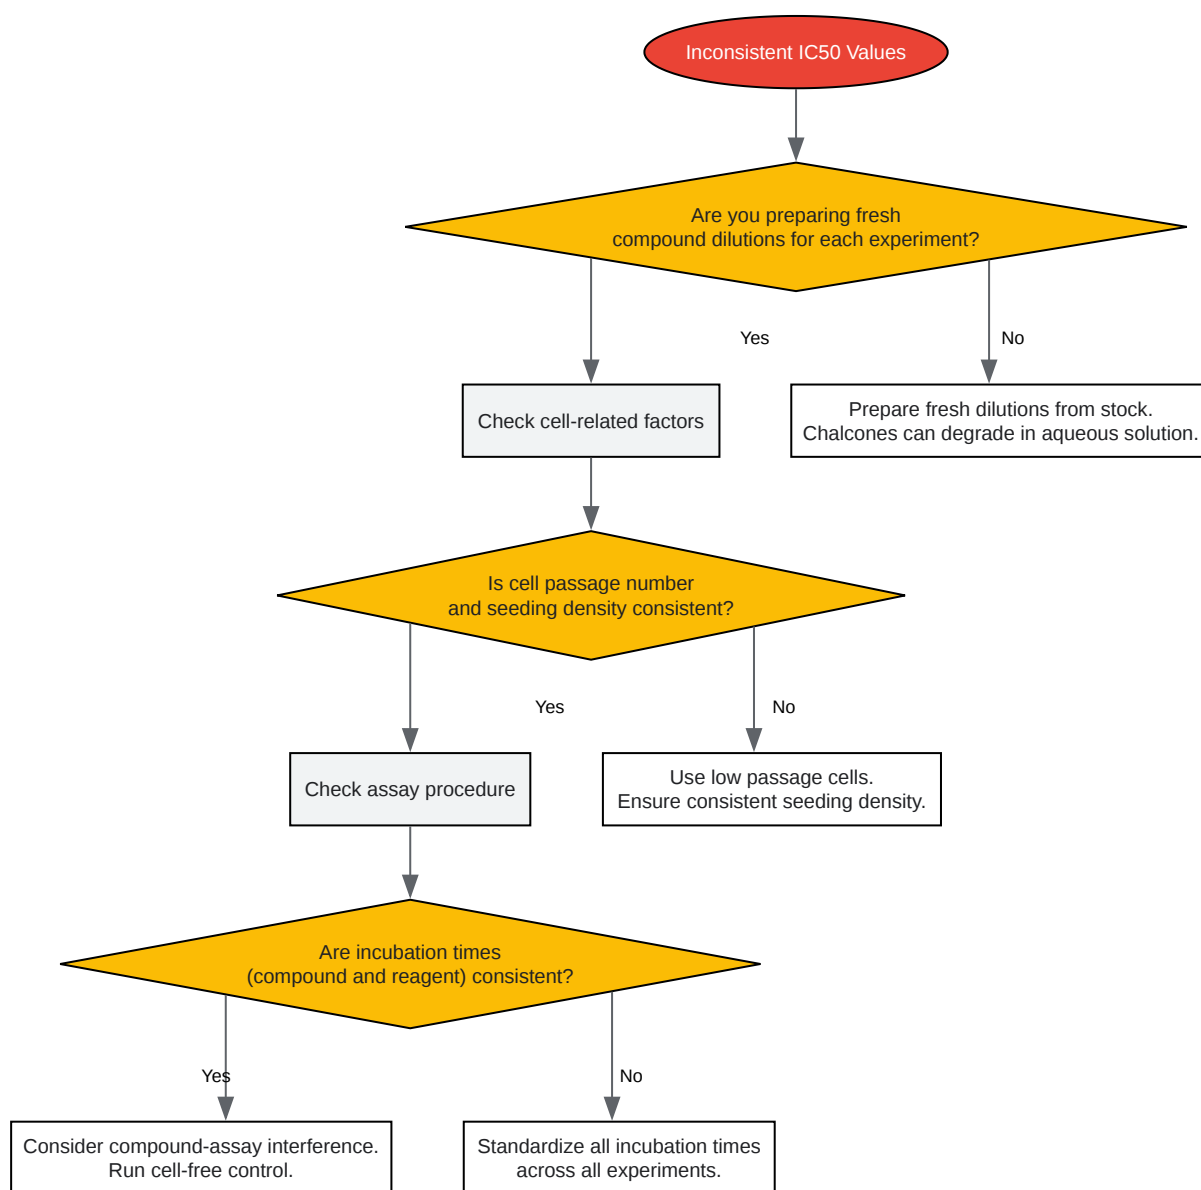 Inconsistent IC50 Values
Are you preparing fresh
compound dilutions for each experiment?
Yes
No
Check cell-related factors
Prepare fresh dilutions from stock.
Chalcones can degrade in aqueous solution.
Is cell passage number
and seeding density consistent?
Yes
No
Check assay procedure
Use low passage cells.
Ensure consistent seeding density.
Are incubation times
(compound and reagent) consistent?
Yes
No
Consider compound-assay interference.
Run cell-free control.
Standardize all incubation times
across all experiments.